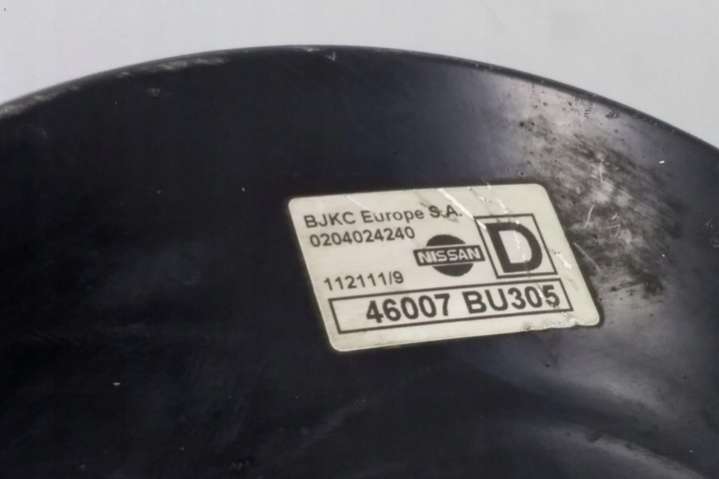 BJKC Europe S.A.
0204024240
NISSAN
D
112111/9
46007 BU305